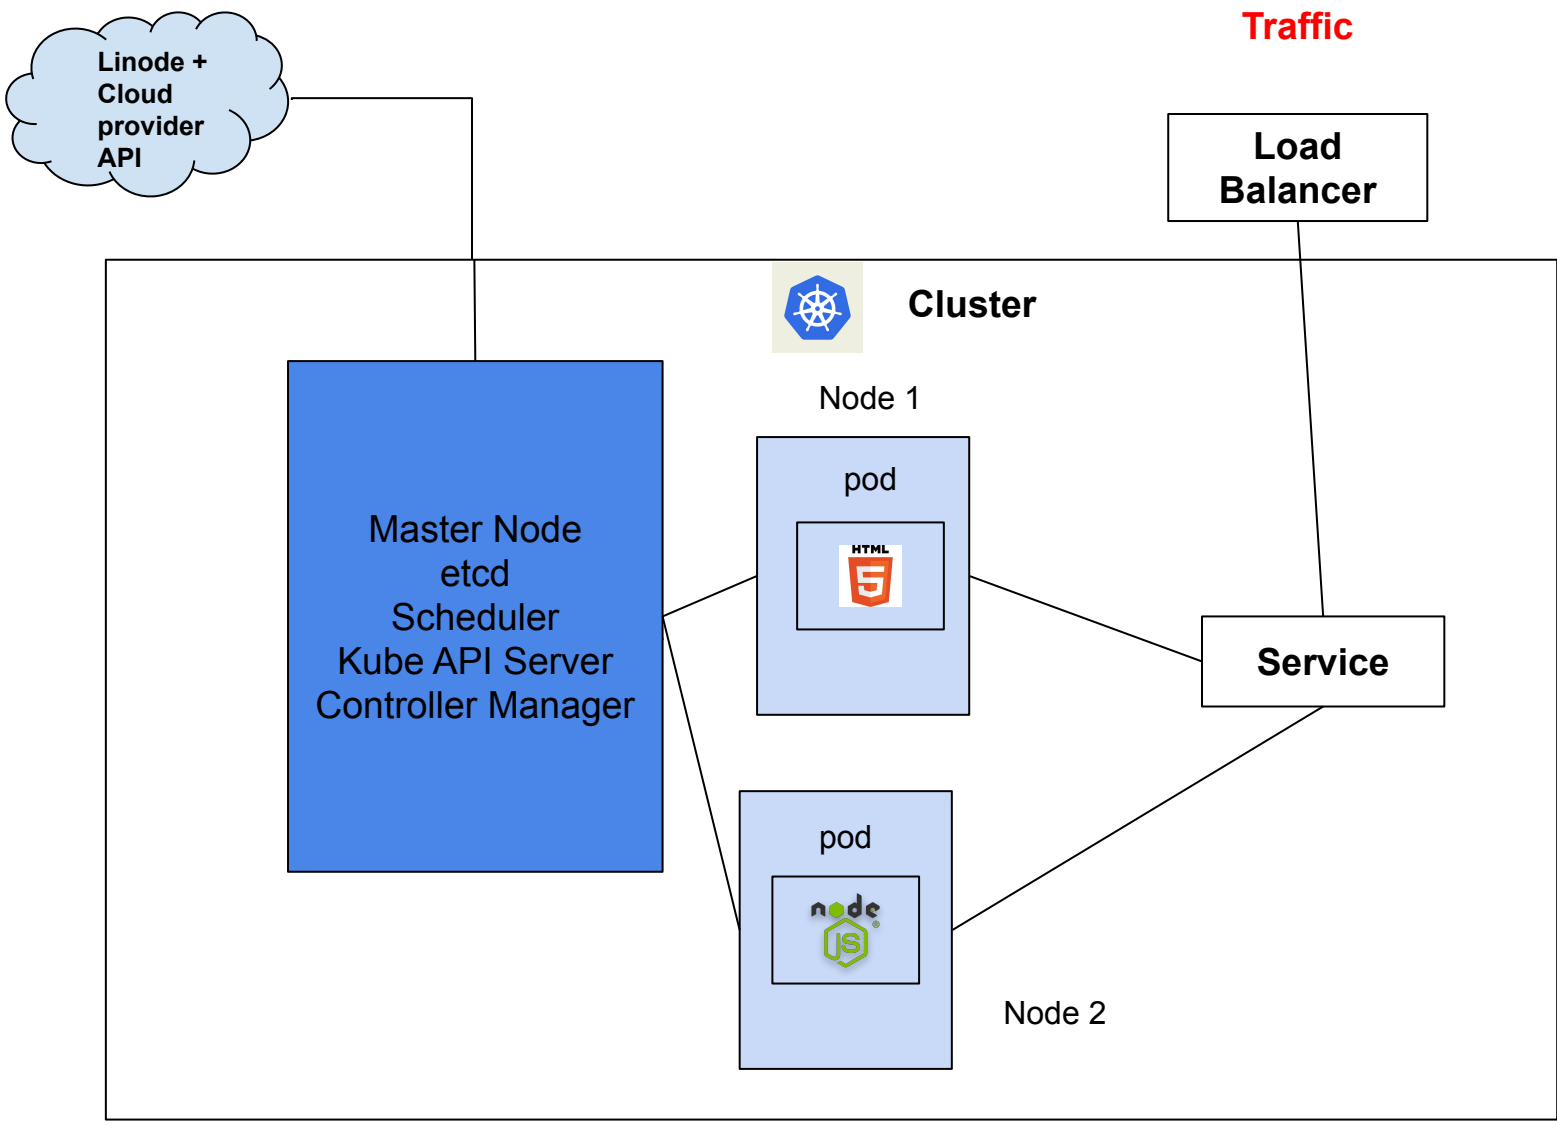 Traffic
Linode +
Cloud
provider
API
Load
Balancer
Cluster
Node 1
pod
HTML
5
Master Node
etcd
Scheduler
Kube API Server
Controller Manager
Service
pod
node
JS
®
Node 2